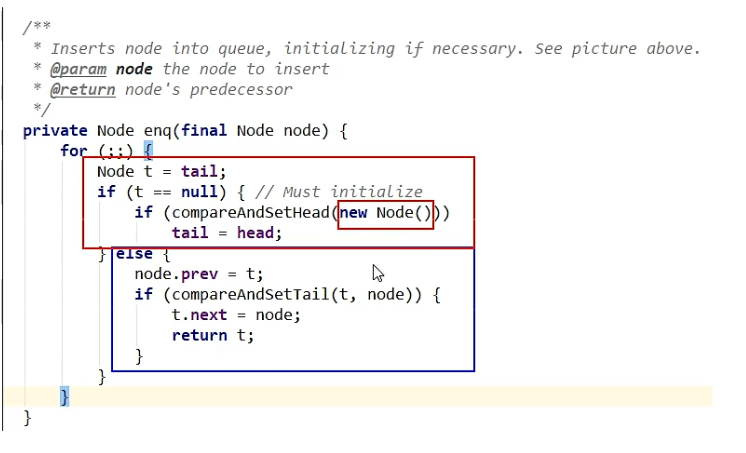 /**
 * Inserts node into queue, initializing if necessary. See picture above.
 * @param node the node to insert
 * @return node's predecessor
 */
private Node enq(final Node node) {
    for (;;) {
        Node t = tail;
        if (t == null) { // Must initialize
            if (compareAndSetHead(new Node()))
                tail = head;
        } else {
            node.prev = t;
            if (compareAndSetTail(t, node)) {
                t.next = node;
                return t;
            }
        }
    }
}